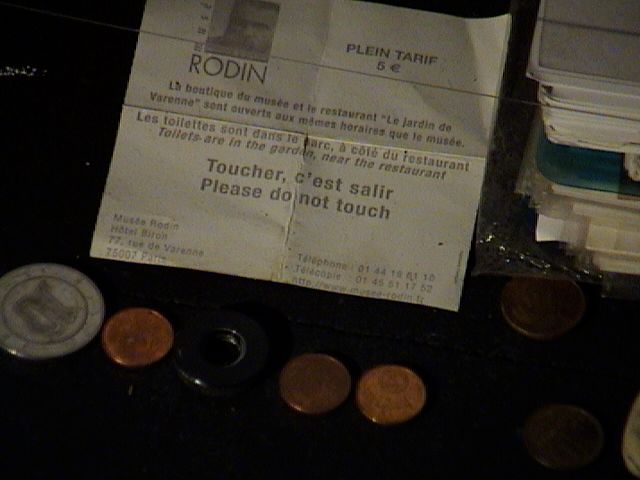 RODIN
PLEIN TARIF
5 €
La boutique du musée et le restaurant "Le jardin de
Varenne" sont ouverts aux mêmes horaires que le musée.
Les toilettes sont dans le parc, à côté du restaurant
Toilets are in the garden, near the restaurant
Toucher, c'est salir
Please do not touch
Musée Rodin
Hôtel Biron
77, rue de Varenne
75007 Paris
Téléphone : 01 44 18 61 10
Télécopie : 01 45 51 17 52
http://www.musee-rodin.fr